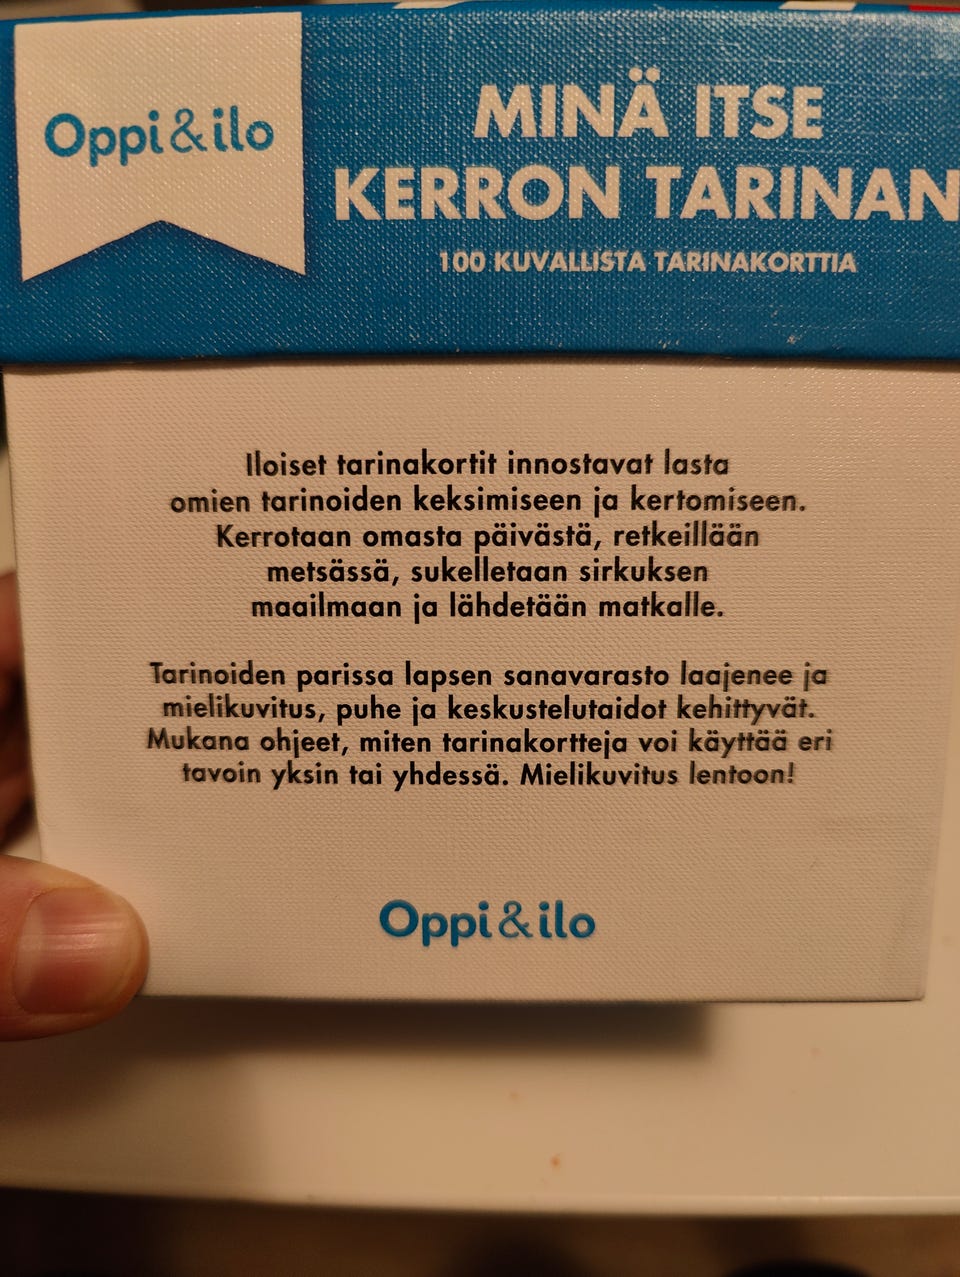 Oppi&ilo
MINÄ ITSE
KERRON TARINAN
100 KUVALLISTA TARINAKORTTIA
Iloiset tarinakortit innostavat lasta
omien tarinoiden keksimiseen ja kertomiseen.
Kerrotaan omasta päivästä, retkeillään
metsässä, sukelletaan sirkuksen
maailmaan ja lähdetään matkalle.
Tarinoiden parissa lapsen sanavarasto laajenee ja
mielikuvitus, puhe ja keskustelutaidot kehittyvät.
Mukana ohjeet, miten tarinakortteja voi käyttää eri
tavoin yksin tai yhdessä. Mielikuvitus lentoon!
Oppi&ilo